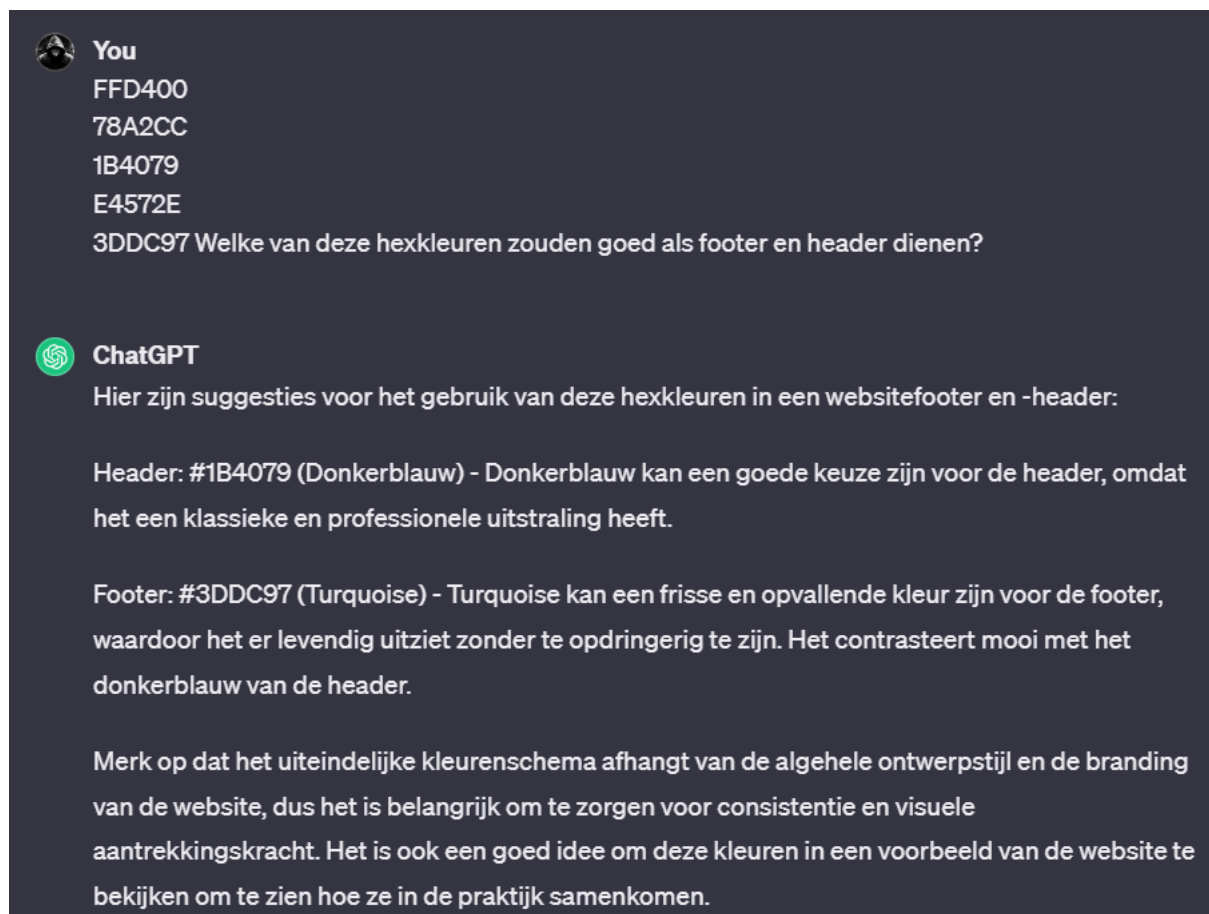 You
FFD400
78A2CC
1B4079
E4572E
3DDC97 Welke van deze hexkleuren zouden goed als footer en header dienen?
ChatGPT
Hier zijn suggesties voor het gebruik van deze hexkleuren in een websitefooter en -header:
Header: #1B4079 (Donkerblauw) - Donkerblauw kan een goede keuze zijn voor de header, omdat
het een klassieke en professionele uitstraling heeft.
Footer: #3DDC97 (Turquoise) - Turquoise kan een frisse en opvallende kleur zijn voor de footer,
waardoor het er levendig uitziet zonder te opdringerig te zijn. Het contrasteert mooi met het
donkerblauw van de header.
Merk op dat het uiteindelijke kleurenschema afhangt van de algehele ontwerpstijl en de branding
van de website, dus het is belangrijk om te zorgen voor consistentie en visuele
aantrekkingskracht. Het is ook een goed idee om deze kleuren in een voorbeeld van de website te
bekijken om te zien hoe ze in de praktijk samenkomen.